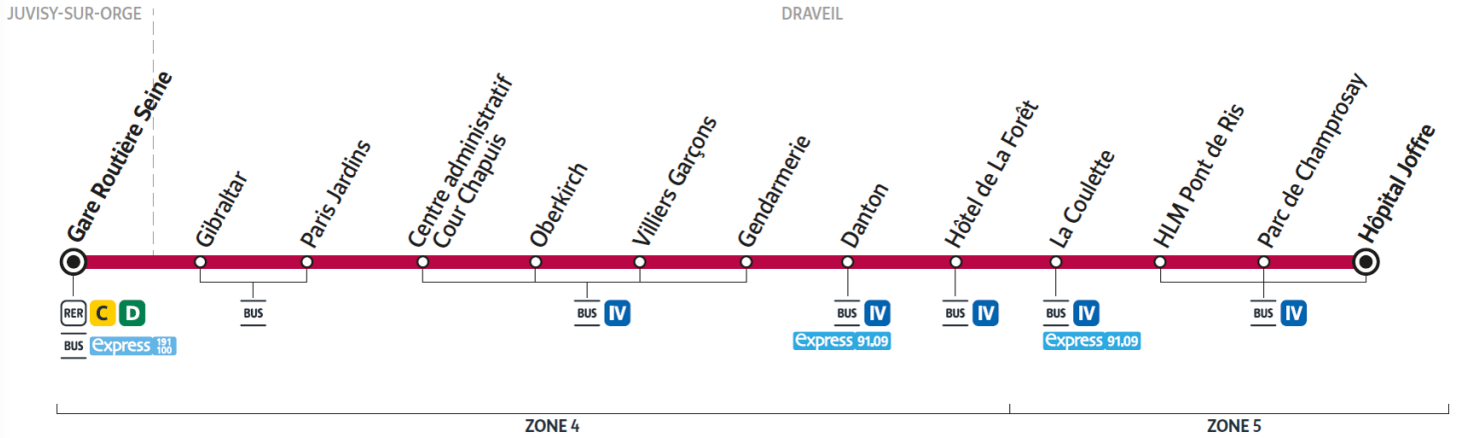 JUVISY-SUR-ORGE
DRAVEIL
Gare Routière Seine
Gibraltar
Paris Jardins
Centre administratif
Cour Chapuis
Oberkirch
Villiers Garçons
Gendarmerie
Danton
Hôtel de La Forêt
La Coulette
HLM Pont de Ris
Parc de Champrosay
Hôpital Joffre
RER C D
BUS express 191 100
BUS
BUS IV
BUS IV
express 91.09
BUS IV
BUS IV
express 91.09
BUS IV
ZONE 4
ZONE 5